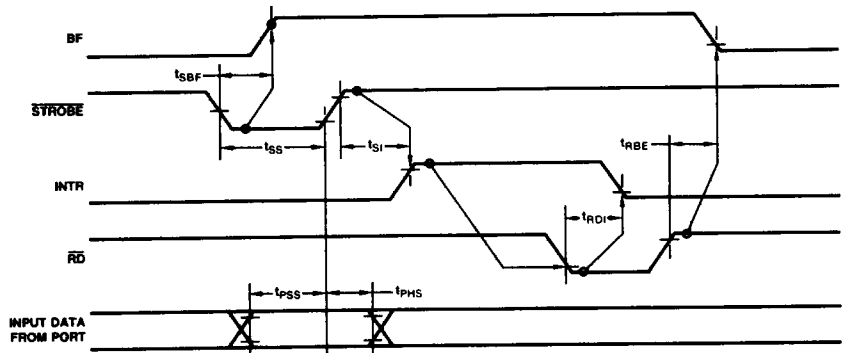 BF
tSBF
STROBE
tSS
tSI
tRBE
INTR
tRDI
RD
tPSS
tPHS
INPUT DATA
FROM PORT